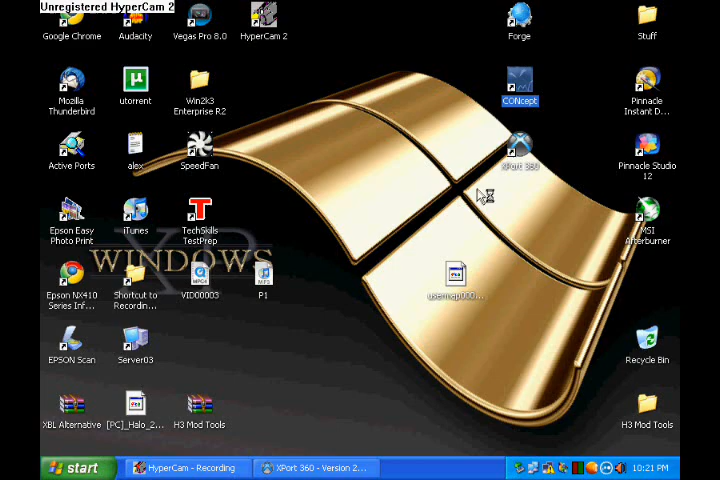 Unregistered HyperCam 2
Google Chrome
Audacity
Vegas Pro 8.0
HyperCam 2
Forge
Stuff
Mozilla
Thunderbird
utorrent
Win2k3
Enterprise R2
CONcept
Pinnacle
Instant D...
Active Ports
alex
SpeedFan
XPort 360
Pinnacle Studio
12
Epson Easy
Photo Print
iTunes
TechSkills
TestPrep
MSI
Afterburner
XP
WINDOWS
Epson NX410
Series Inf...
Shortcut to
Recordin...
VID00003
P1
usermap000...
EPSON Scan
Server03
Recycle Bin
XBL Alternative
[PC]_Halo_2...
H3 Mod Tools
H3 Mod Tools
start
HyperCam - Recording
XPort 360 - Version 2...
10:21 PM